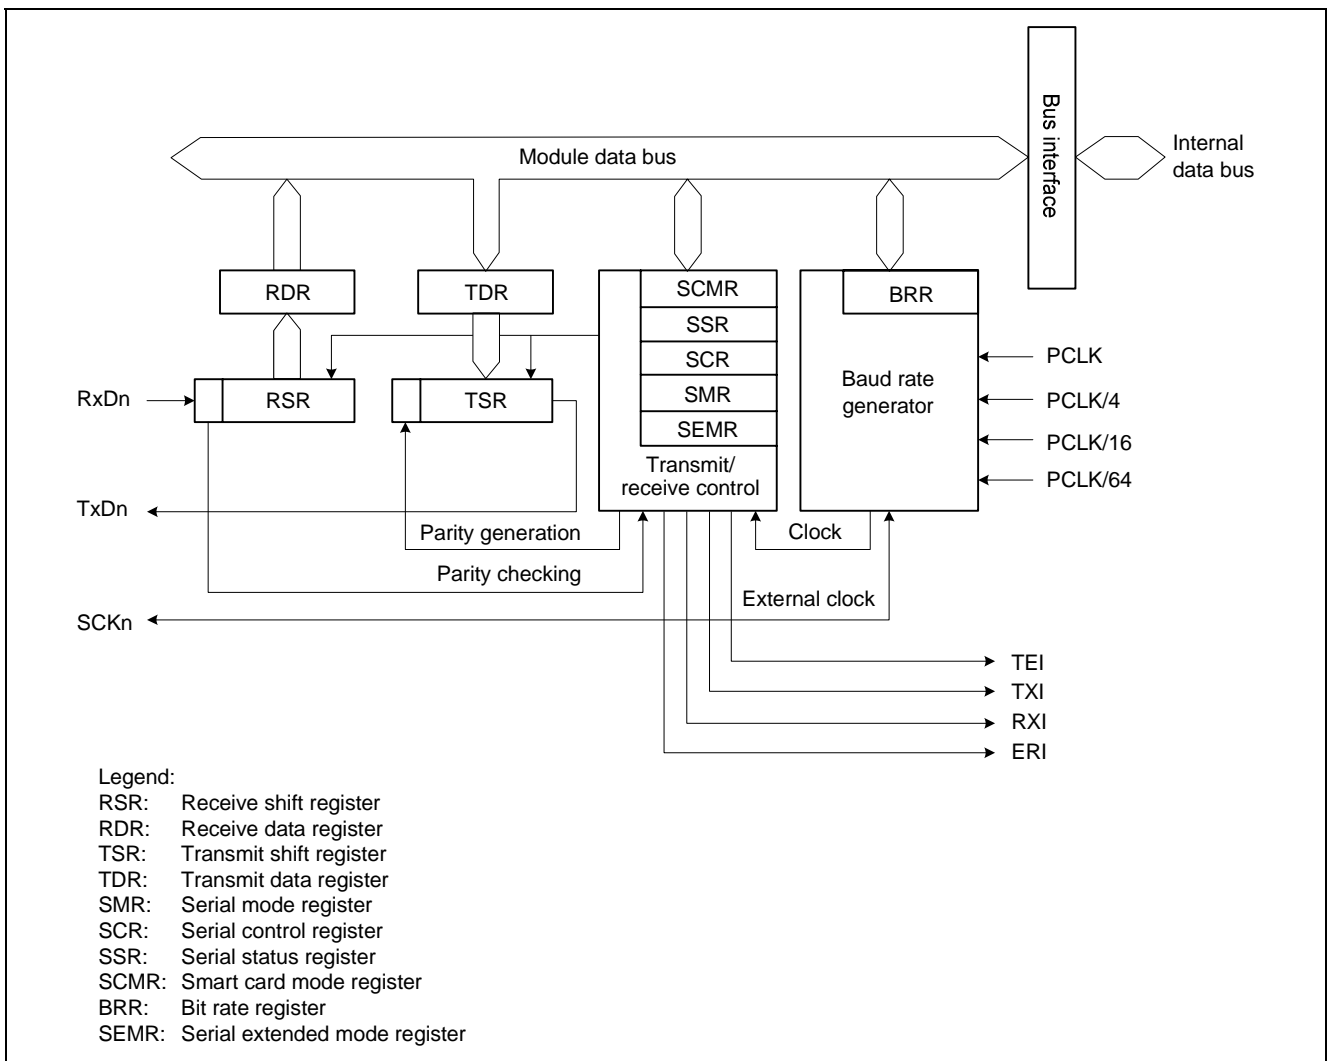 Bus interface
Module data bus
Internal
data bus
RDR
TDR
SCMR
BRR
SSR
SCR
SMR
SEMR
Transmit/
receive control
Baud rate
generator
PCLK
PCLK/4
PCLK/16
PCLK/64
RxDn
RSR
TSR
TxDn
Parity generation
Clock
Parity checking
External clock
SCKn
TEI
TXI
RXI
ERI
Legend:
RSR: Receive shift register
RDR: Receive data register
TSR: Transmit shift register
TDR: Transmit data register
SMR: Serial mode register
SCR: Serial control register
SSR: Serial status register
SCMR: Smart card mode register
BRR: Bit rate register
SEMR: Serial extended mode register